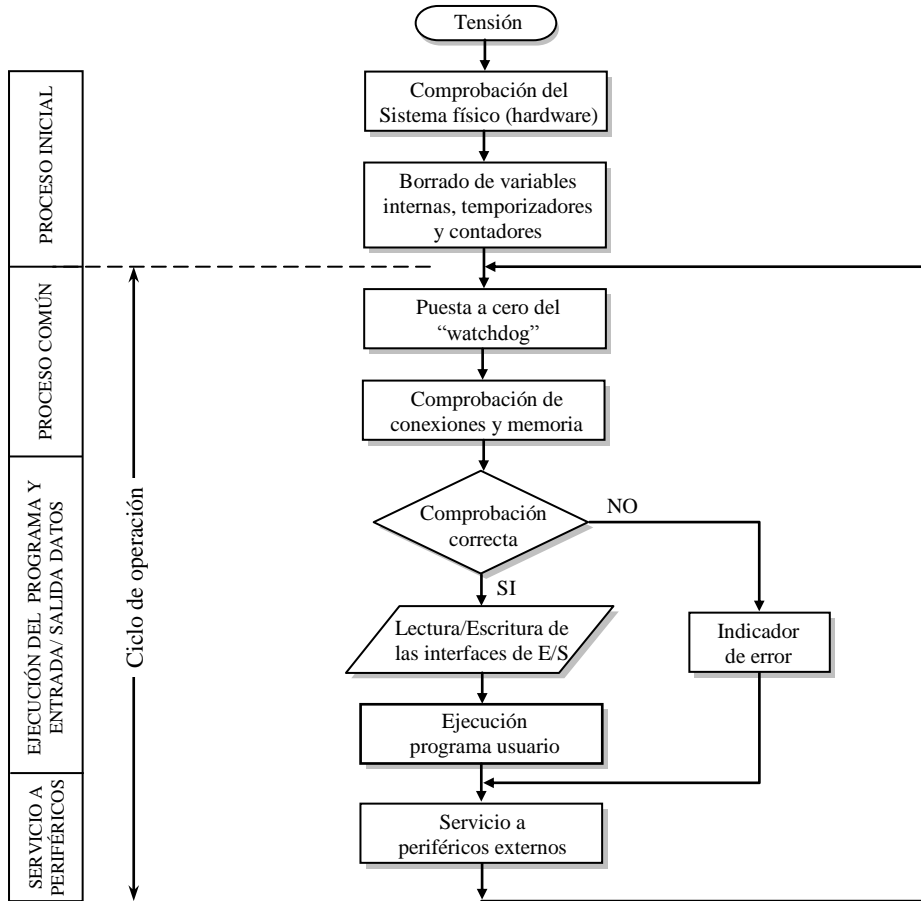 Tensión
Comprobación del
Sistema físico (hardware)
Borrado de variables
internas, temporizadores
y contadores
Puesta a cero del
“watchdog”
Comprobación de
conexiones y memoria
Comprobación
correcta
NO
SI
Lectura/Escritura de
las interfaces de E/S
Indicador
de error
Ejecución
programa usuario
Servicio a
periféricos externos
PROCESO INICIAL
PROCESO COMÚN
EJECUCIÓN DEL PROGRAMA Y
ENTRADA/ SALIDA DATOS
SERVICIO A
PERIFÉRICOS
Ciclo de operación